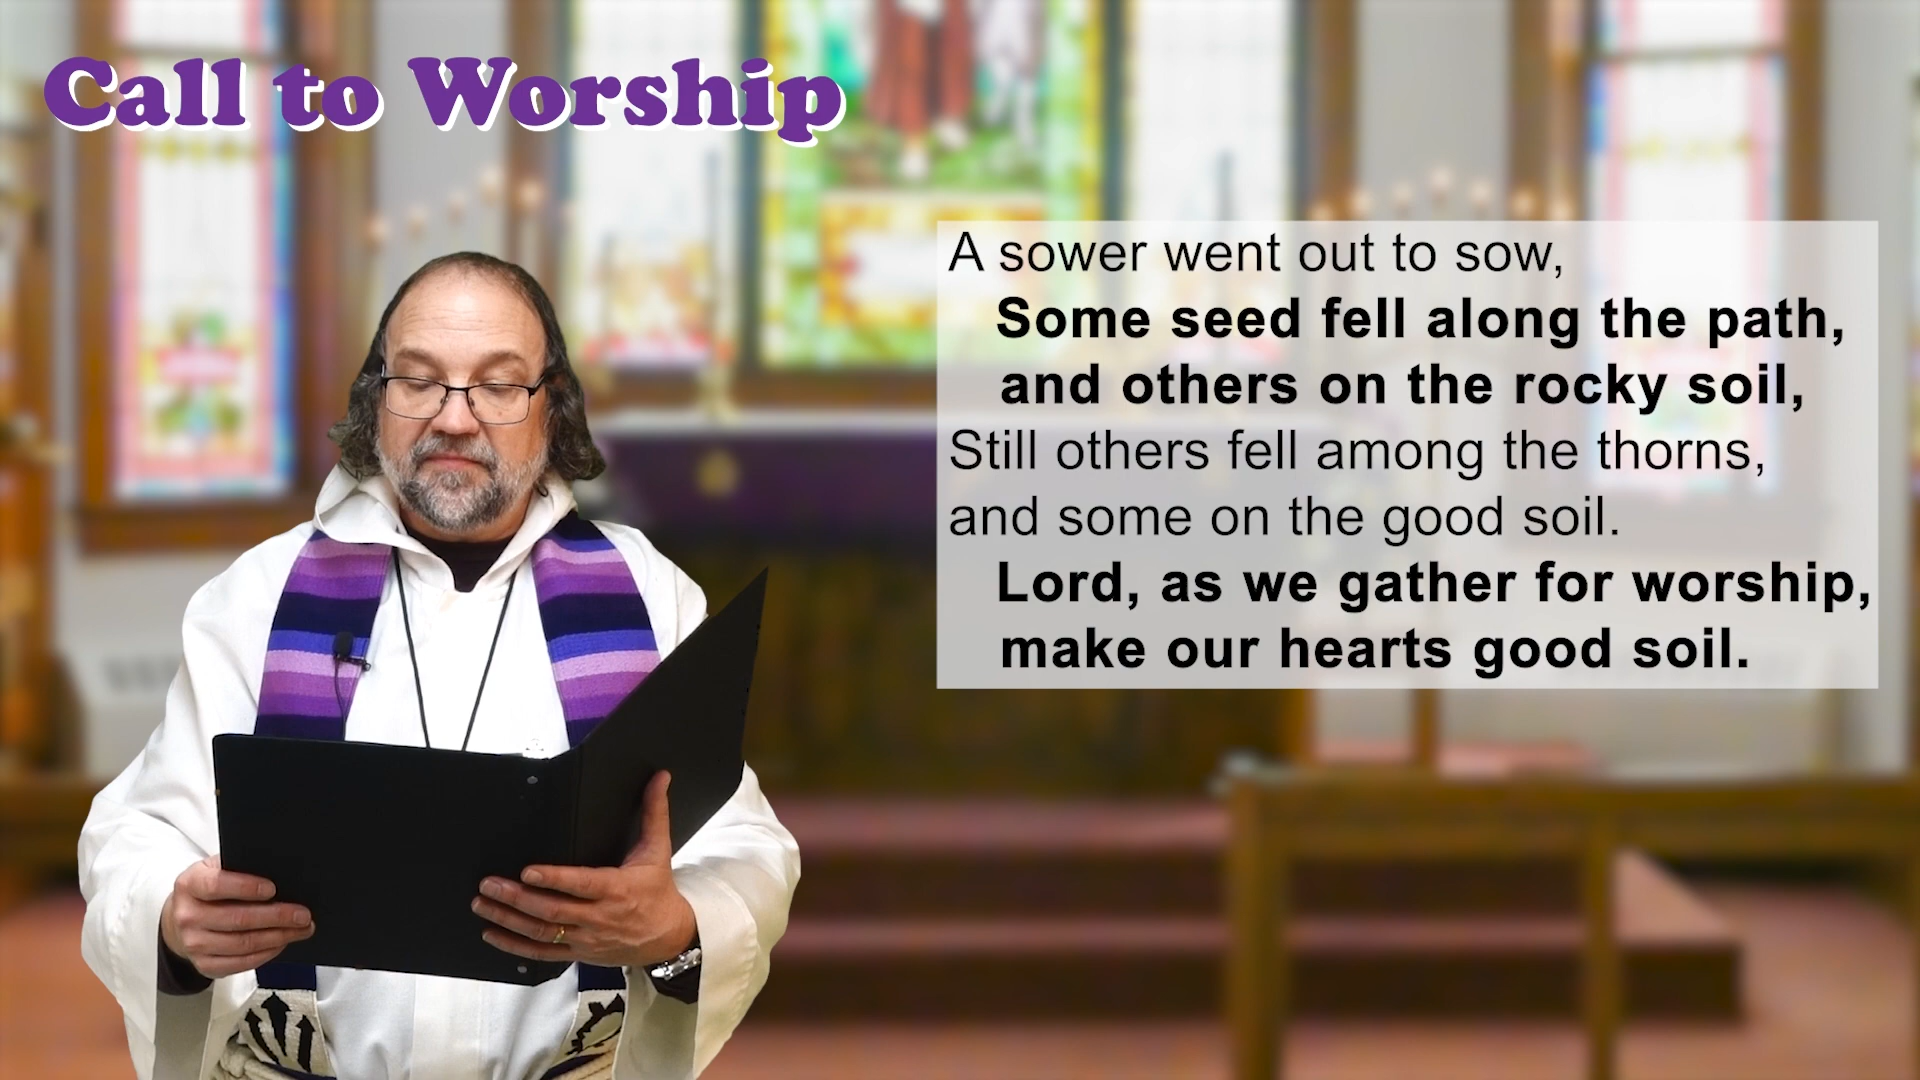 Call to Worship
A sower went out to sow,
Some seed fell along the path,
and others on the rocky soil,
Still others fell among the thorns,
and some on the good soil.
Lord, as we gather for worship,
make our hearts good soil.